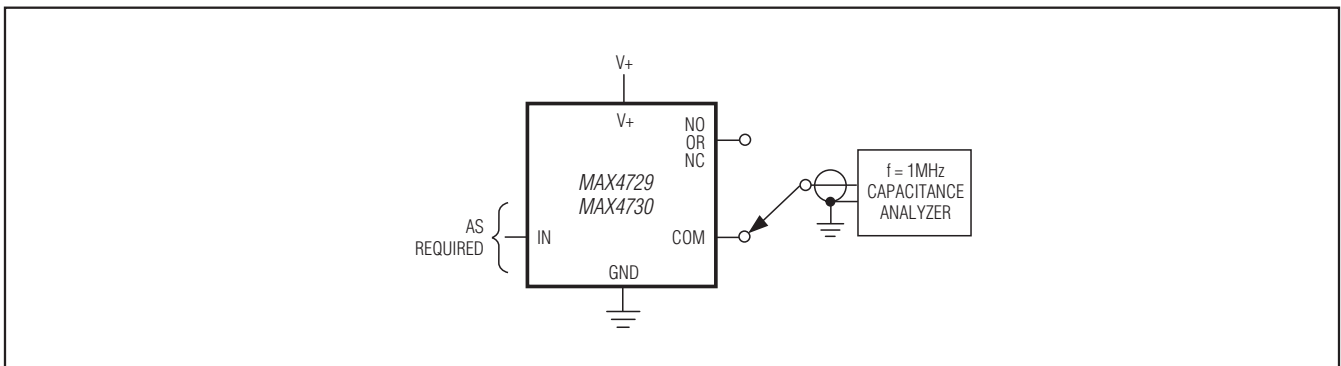 V+
V+
NO
OR
NC
MAX4729
MAX4730
f = 1MHz
CAPACITANCE
ANALYZER
AS
REQUIRED
IN
COM
GND